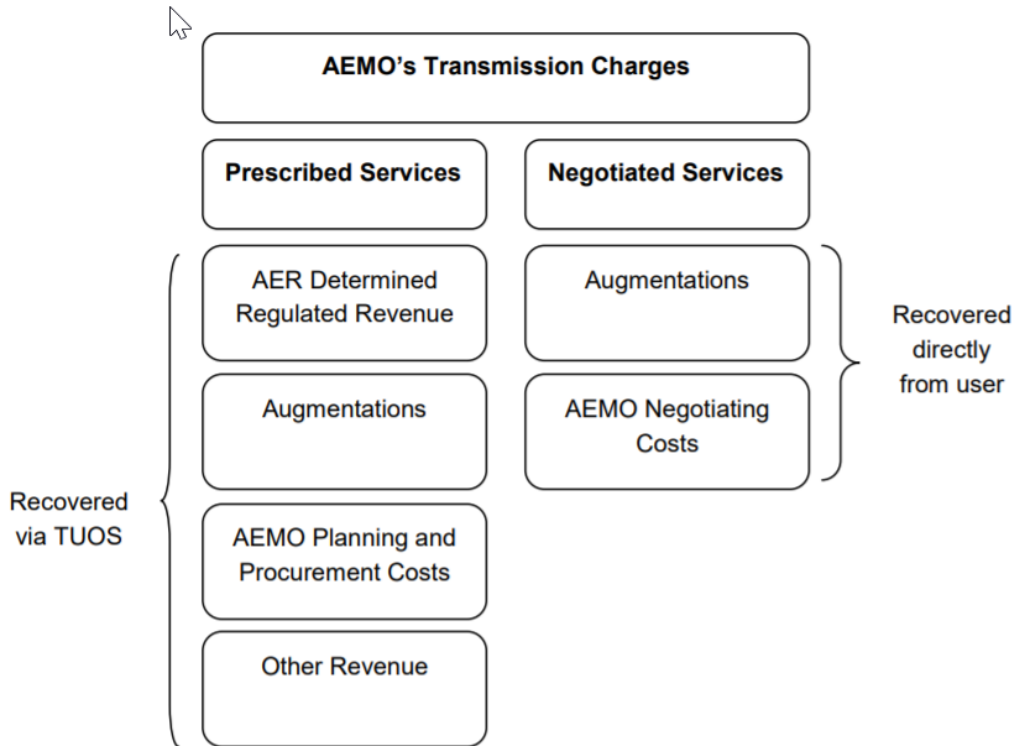 AEMO’s Transmission Charges
Prescribed Services
Negotiated Services
AER Determined
Regulated Revenue
Augmentations
AEMO Planning and
Procurement Costs
Other Revenue
Recovered
via TUOS
Augmentations
AEMO Negotiating
Costs
Recovered
directly
from user